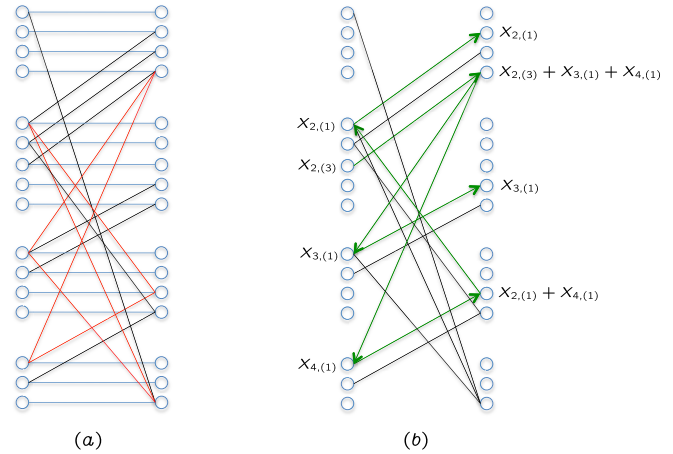 X2,(1)
X2,(3) + X3,(1) + X4,(1)
X2,(1)
X2,(3)
X3,(1)
X3,(1)
X2,(1) + X4,(1)
X4,(1)
(a)
(b)